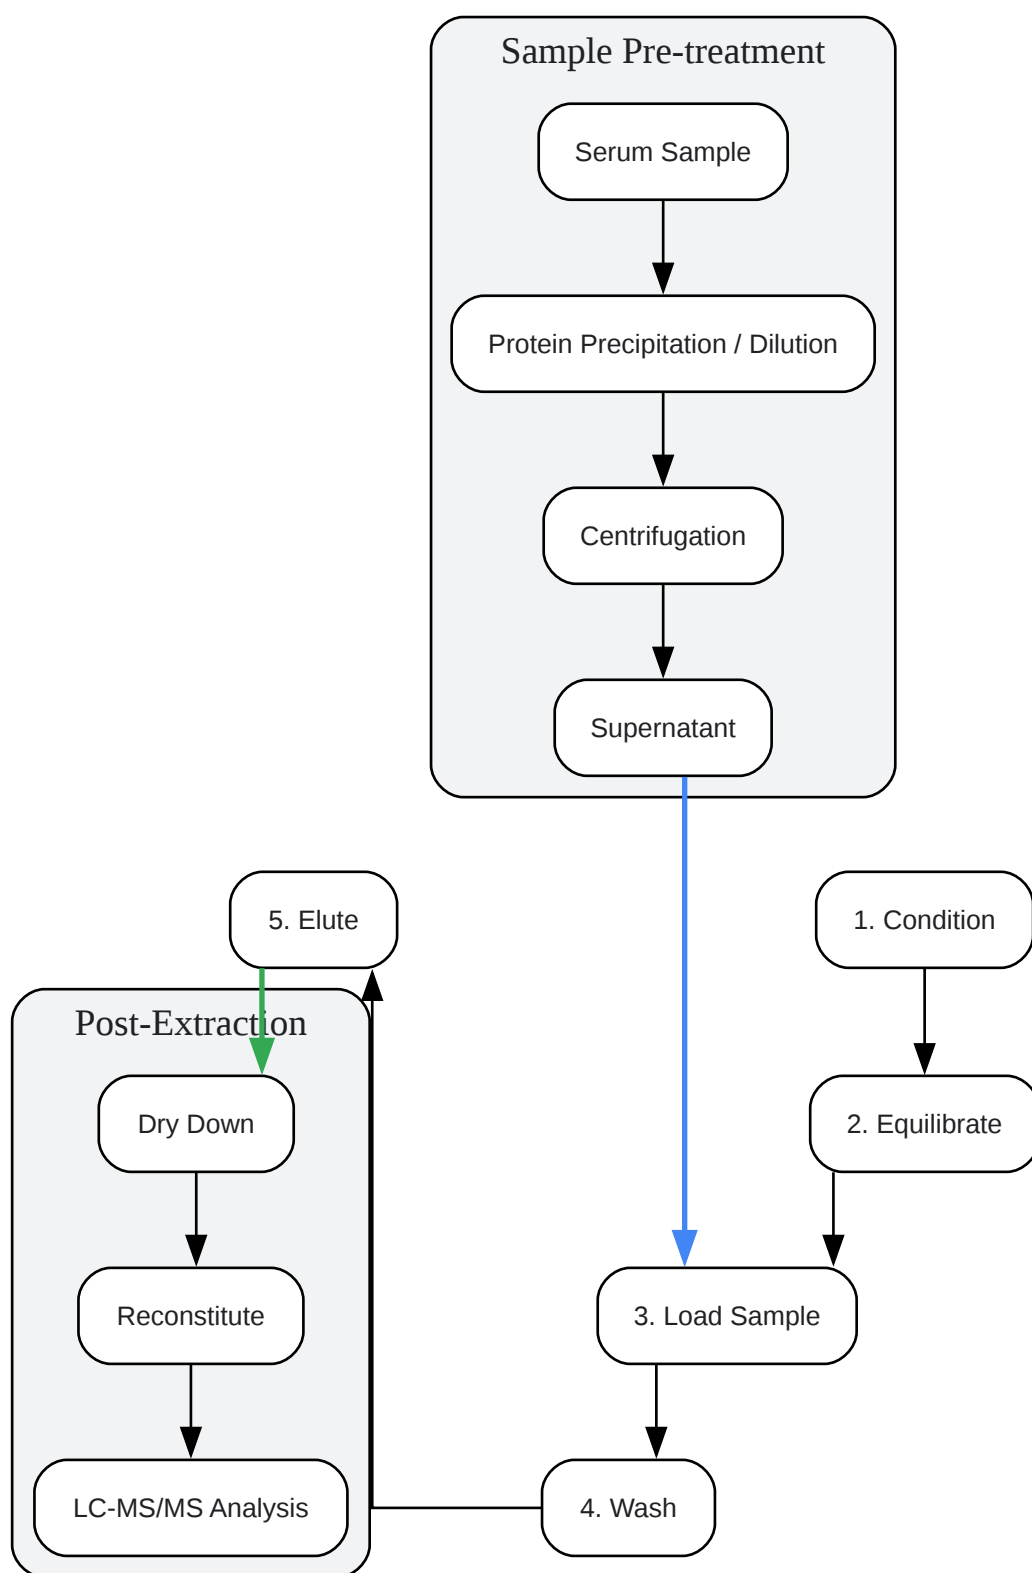 Sample Pre-treatment
Serum Sample
Protein Precipitation / Dilution
Centrifugation
Supernatant
5. Elute
1. Condition
Post-Extraction
Dry Down
2. Equilibrate
Reconstitute
3. Load Sample
LC-MS/MS Analysis
4. Wash